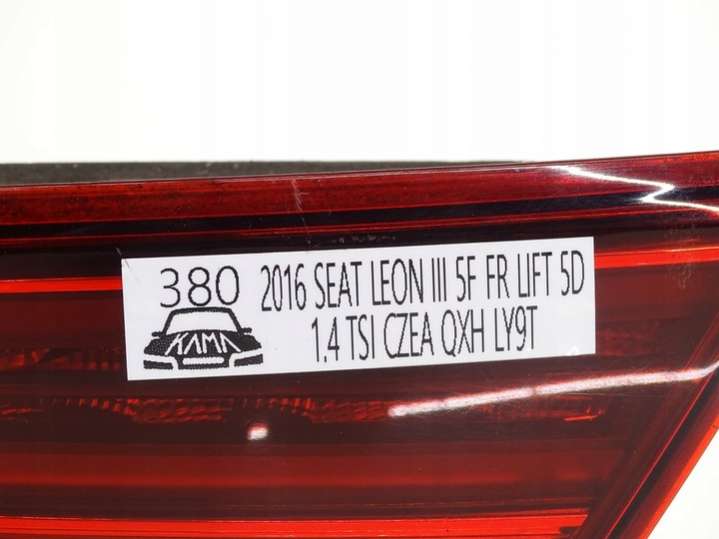 380
KAMA
2016 SEAT LEON III 5F FR LIFT 5D
1,4 TSI CZEA QXH LY9T